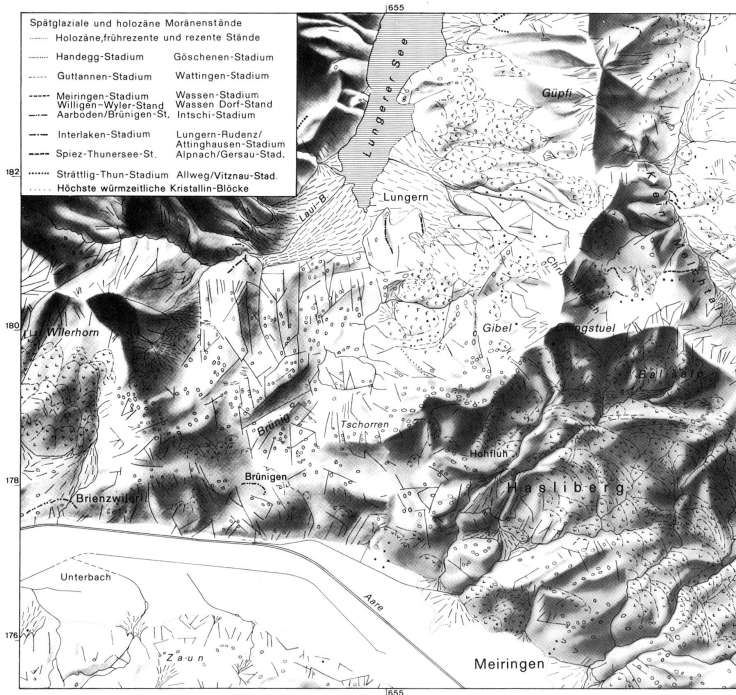 655
Spätglaziale und holozäne Moränenstände
Holozäne, frührezente und rezente Stände
Handegg-Stadium Göschenen-Stadium
Guttannen-Stadium Wattingen-Stadium
Meiringen-Stadium Wassen-Stadium
Willigen-Wyler-Stand Wassen Dorf-Stand
Aarboden/Brünigen-St. Intschi-Stadium
Interlaken-Stadium Lungern-Rudenz/
Attinghausen-Stadium
Spiez-Thunersee-St. Alpnach/Gersau-Stad.
Strättlig-Thun-Stadium Allweg/Vitznau-Stad.
Höchste würmzeitliche Kristallin-Blöcke
Lungerer See
Güpfi
182
Lungern
Laui-B.
Klein Melchtal
180
Wilerhorn
Gibel
Brünig
Tschorren
Hohfluh
178
Brünigen
Hasliberg
Brienzwiler
Unterbach
Aare
176
Zaun
Meiringen
655